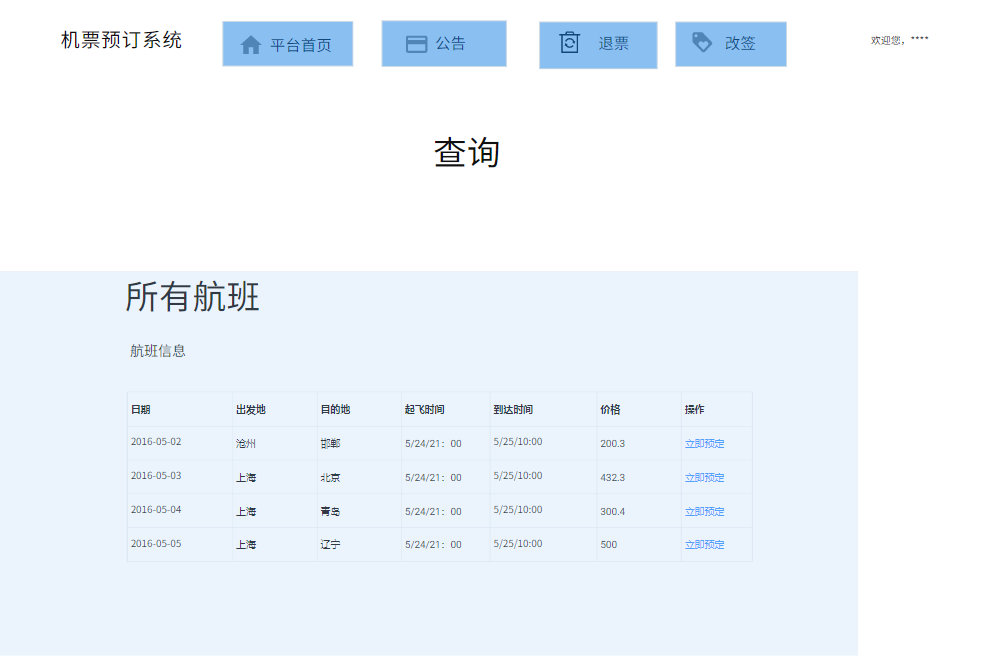 机票预订系统 平台首页 公告 退票 改签 欢迎您，****
查询
所有航班
航班信息
日期 出发地 目的地 起飞时间 到达时间 价格 操作
2016-05-02 沧州 邯郸 5/24/21：00 5/25/10:00 200.3 立即预定
2016-05-03 上海 北京 5/24/21：00 5/25/10:00 432.3 立即预定
2016-05-04 上海 青岛 5/24/21：00 5/25/10:00 300.4 立即预定
2016-05-05 上海 辽宁 5/24/21：00 5/25/10:00 500 立即预定